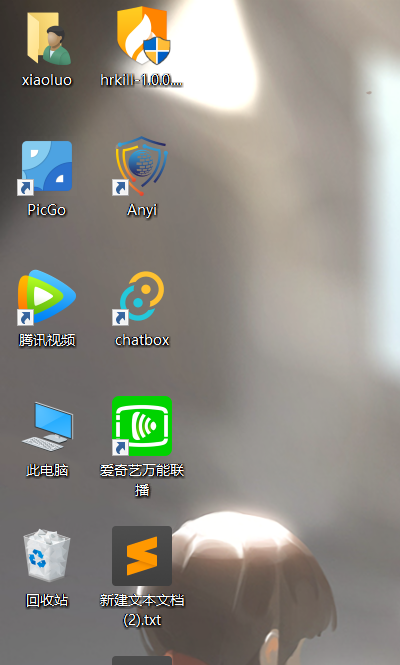 xiaoluo
hrkill-1.0.0....
PicGo
Anyi
腾讯视频
chatbox
此电脑
爱奇艺万能联
播
回收站
新建文本文档
(2).txt